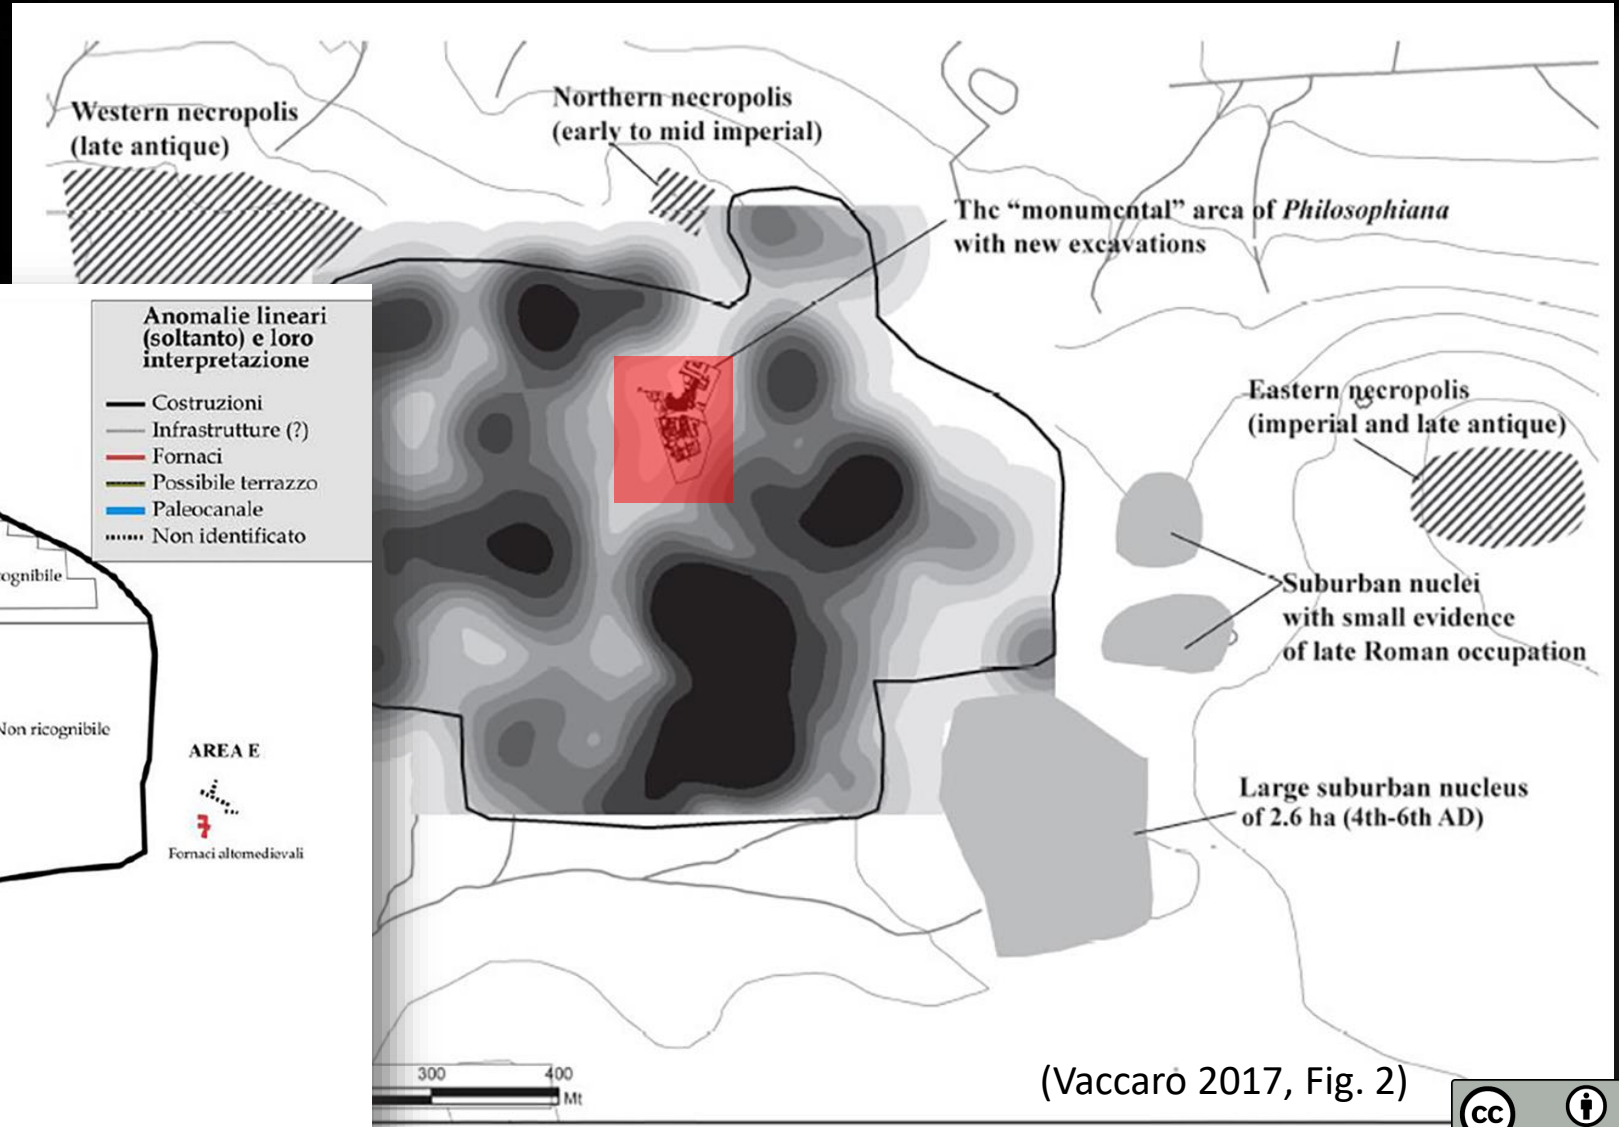 Western necropolis
(late antique)
Northern necropolis
(early to mid imperial)
The “monumental” area of Philosophiana
with new excavations
Anomalie lineari
(soltanto) e loro
interpretazione
Costruzioni
Infrastrutture (?)
Fornaci
Possibile terrazzo
Paleocanale
Non identificato
Eastern necropolis
(imperial and late antique)
Suburban nuclei
with small evidence
of late Roman occupation
ognibile
Non ricognibile
AREA E
Fornaci altomedievali
Large suburban nucleus
of 2.6 ha (4th-6th AD)
300 400
Mt
(Vaccaro 2017, Fig. 2)
cc